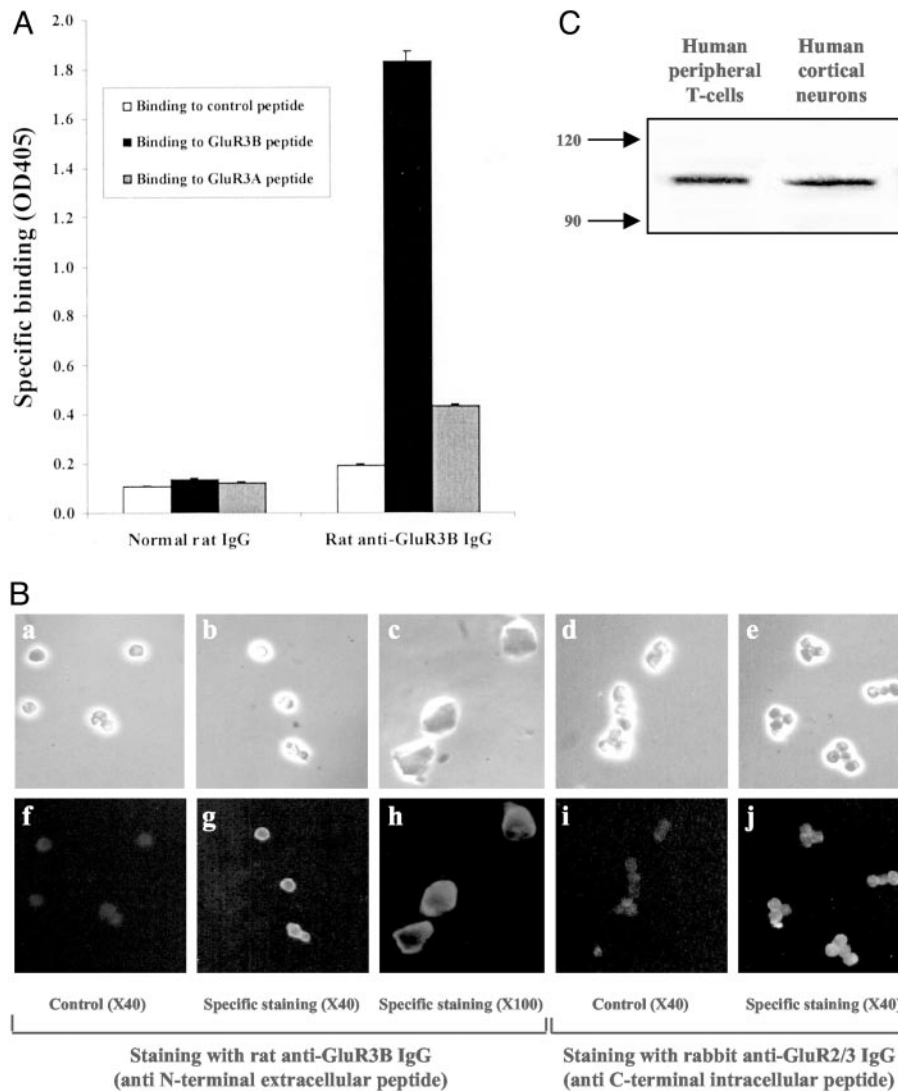 A
2.0
1.8
1.6
1.4
1.2
1.0
0.8
0.6
0.4
0.2
0.0
Specific binding (OD405)
Binding to control peptide
Binding to GluR3B peptide
Binding to GluR3A peptide
Normal rat IgG
Rat anti-GluR3B IgG
C
Human
peripheral
T-cells
Human
cortical
neurons
120
90
B
a
b
c
d
e
f
g
h
i
j
Control (X40)
Specific staining (X40)
Specific staining (X100)
Control (X40)
Specific staining (X40)
Staining with rat anti-GluR3B IgG
(anti N-terminal extracellular peptide)
Staining with rabbit anti-GluR2/3 IgG
(anti C-terminal intracellular peptide)